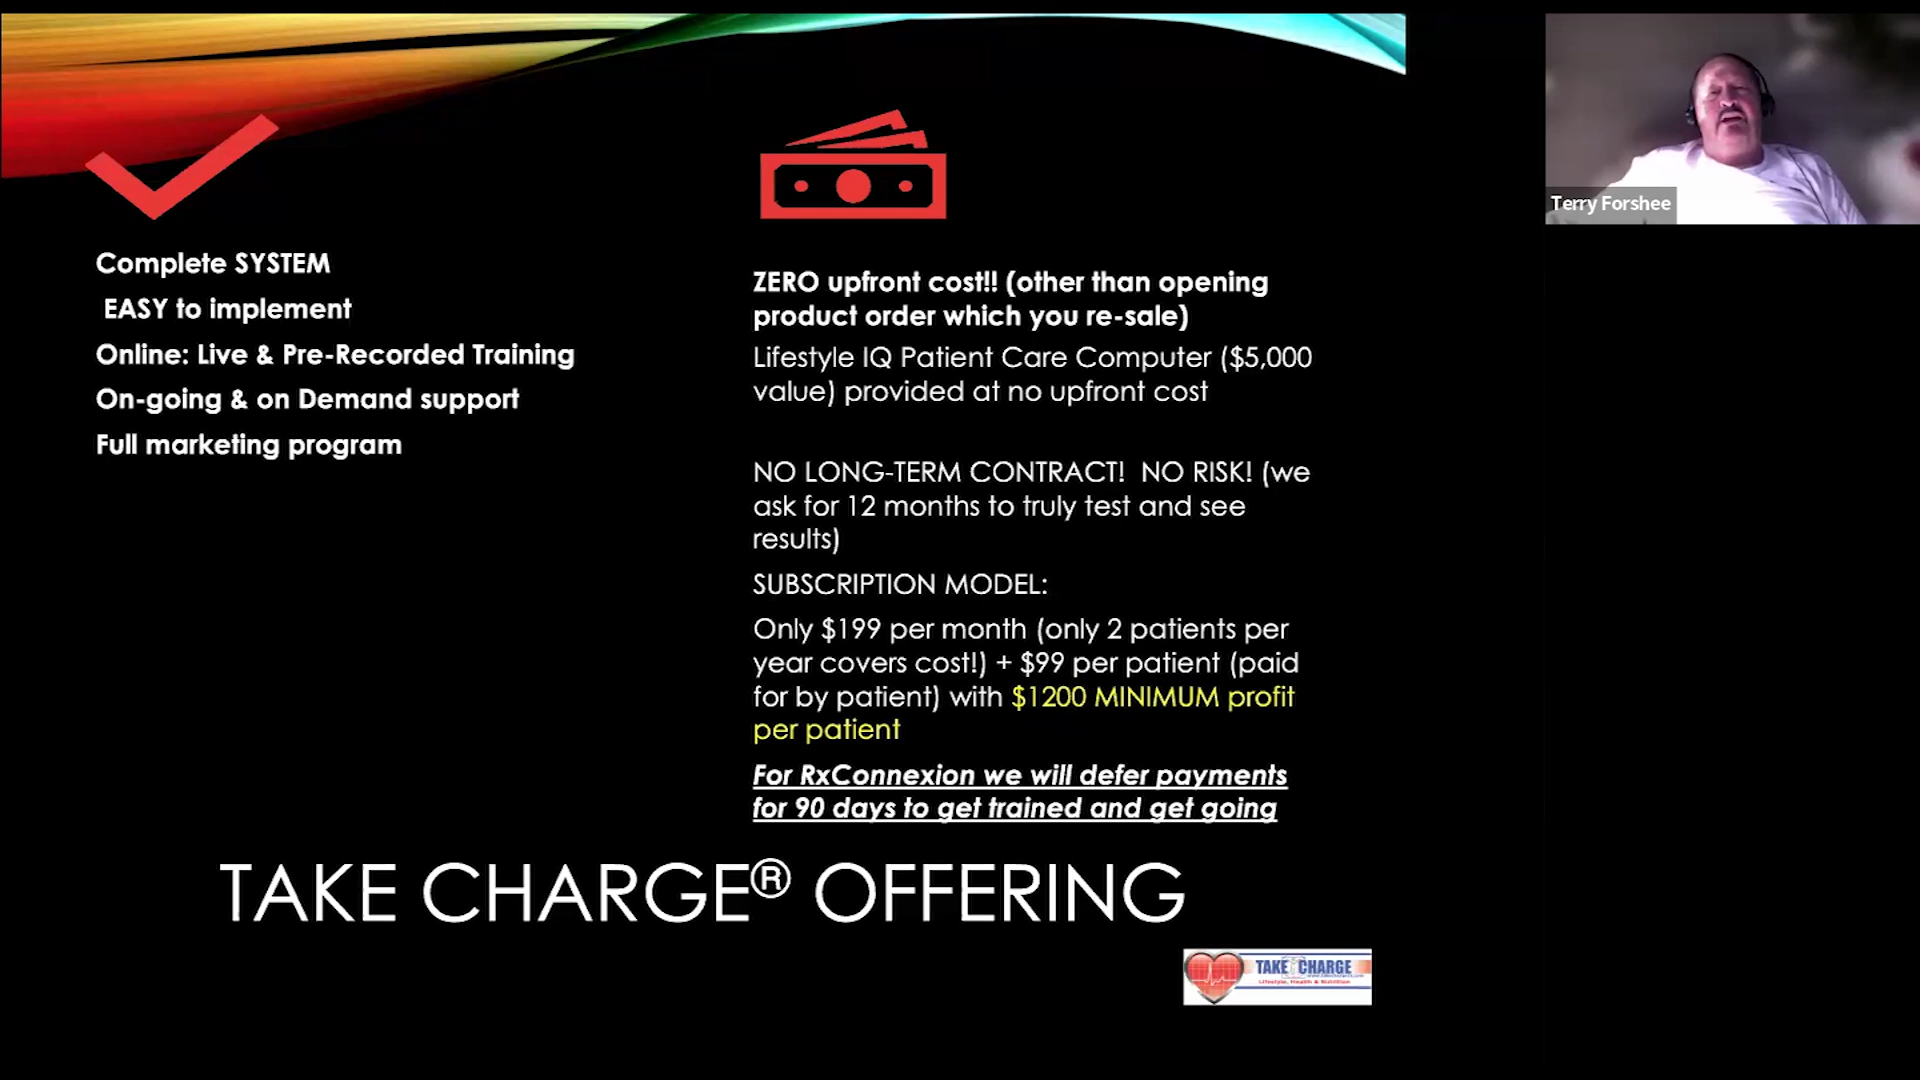 Complete SYSTEM
EASY to implement
Online: Live & Pre-Recorded Training
On-going & on Demand support
Full marketing program
ZERO upfront cost!! (other than opening
product order which you re-sale)
Lifestyle IQ Patient Care Computer ($5,000
value) provided at no upfront cost
NO LONG-TERM CONTRACT!  NO RISK! (we
ask for 12 months to truly test and see
results)
SUBSCRIPTION MODEL:
Only $199 per month (only 2 patients per
year covers cost!) + $99 per patient (paid
for by patient) with $1200 MINIMUM profit
per patient
For RxConnexion we will defer payments
for 90 days to get trained and get going
TAKE CHARGE® OFFERING
TAKE CHARGE
Lifestyle, Health & Nutrition
Terry Forshee